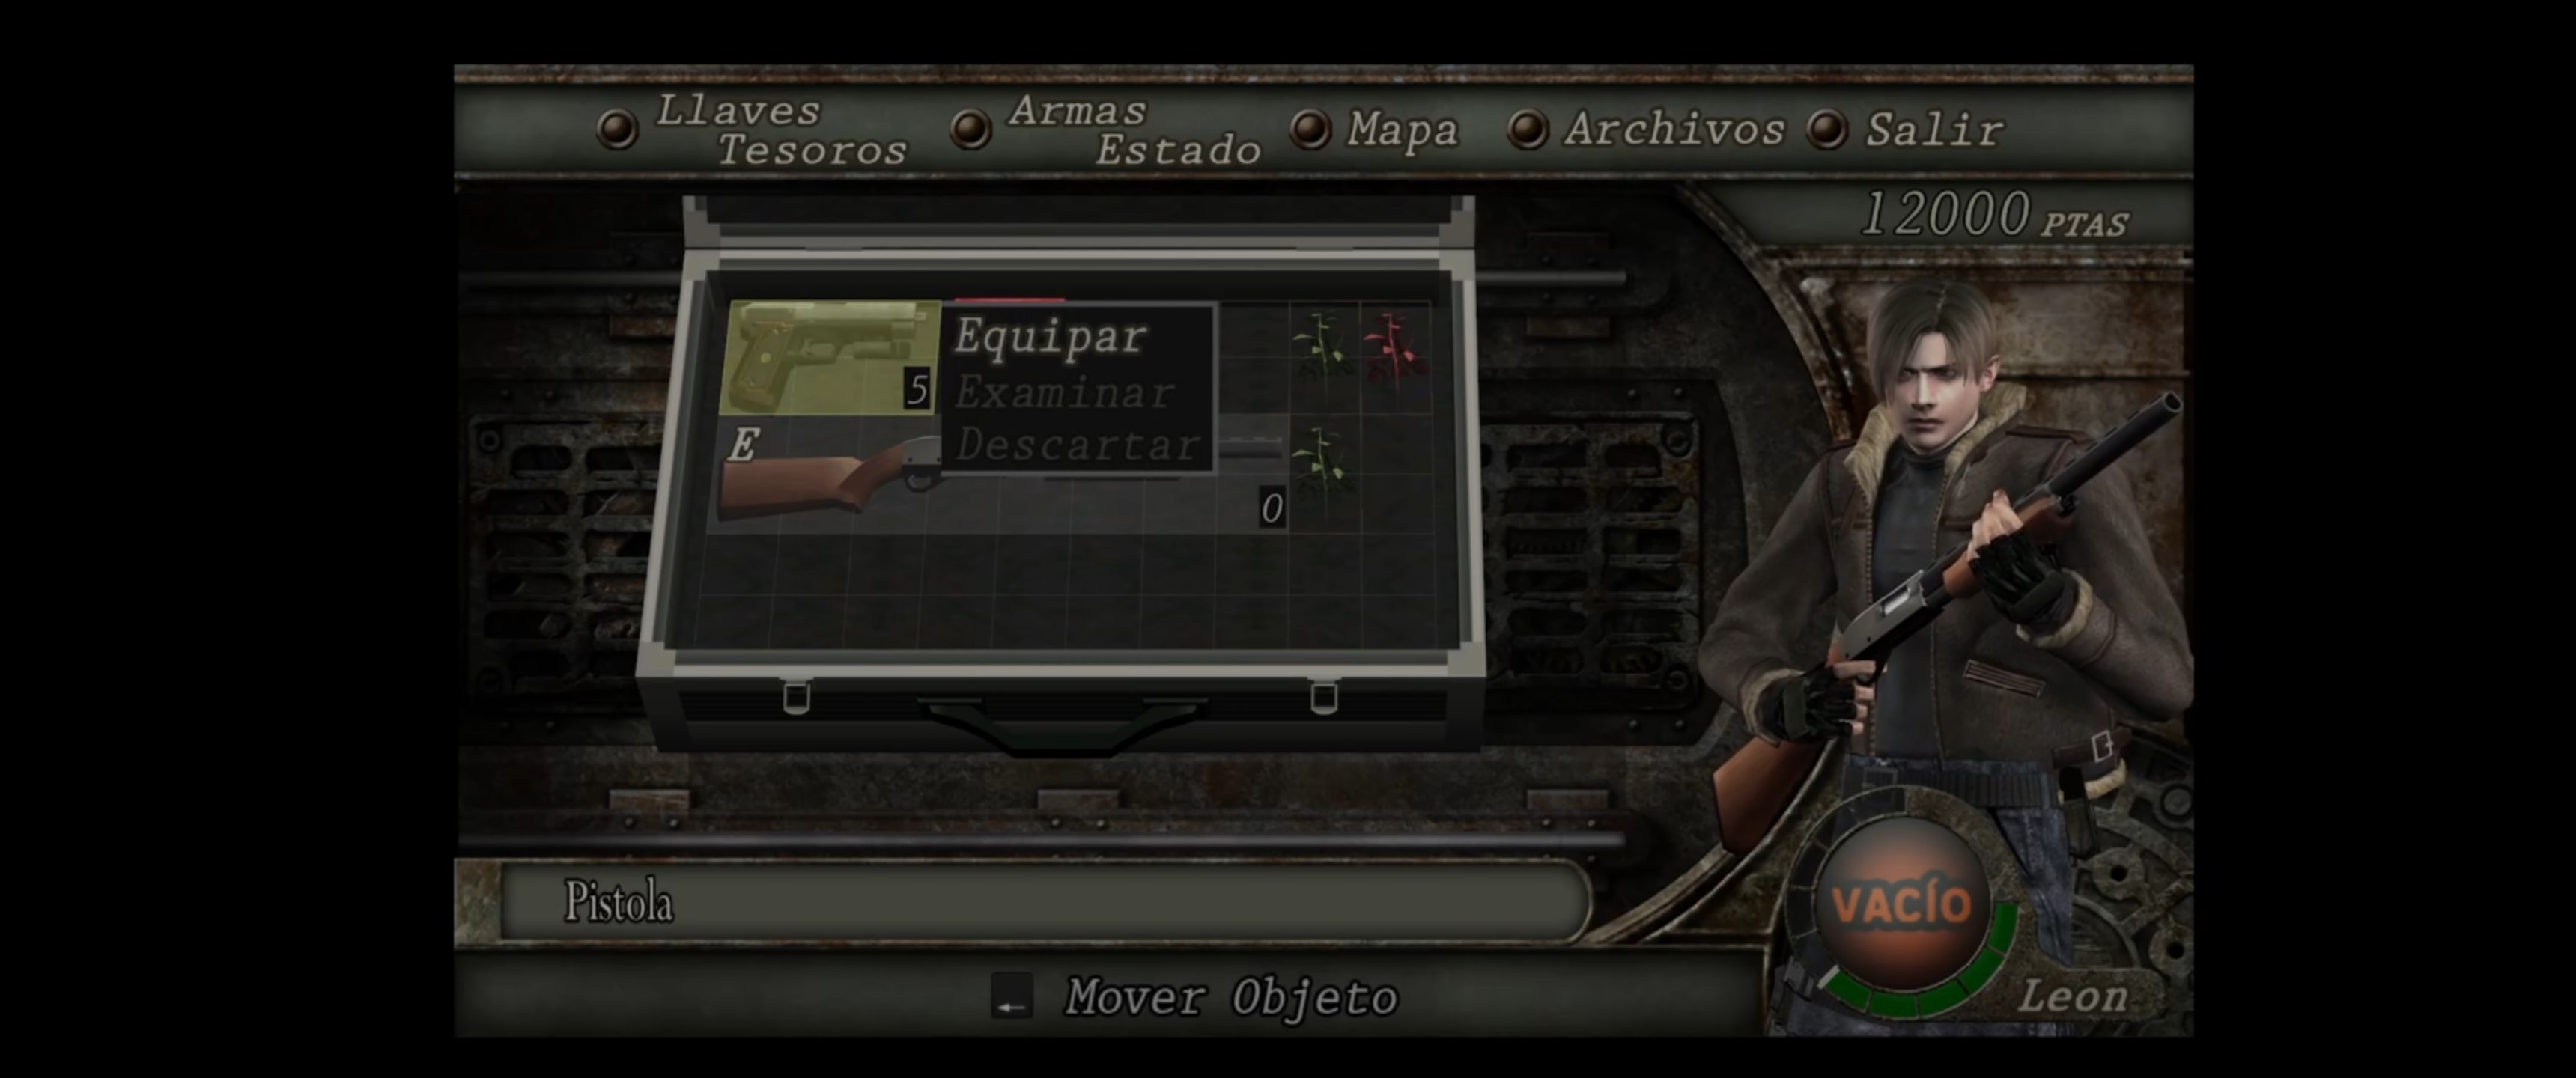 Llaves
Tesoros
Armas
Estado
Mapa
Archivos
Salir
12000 PTAS
5
Equipar
Examinar
Descartar
E
0
Pistola
VACÍO
Leon
← Mover Objeto